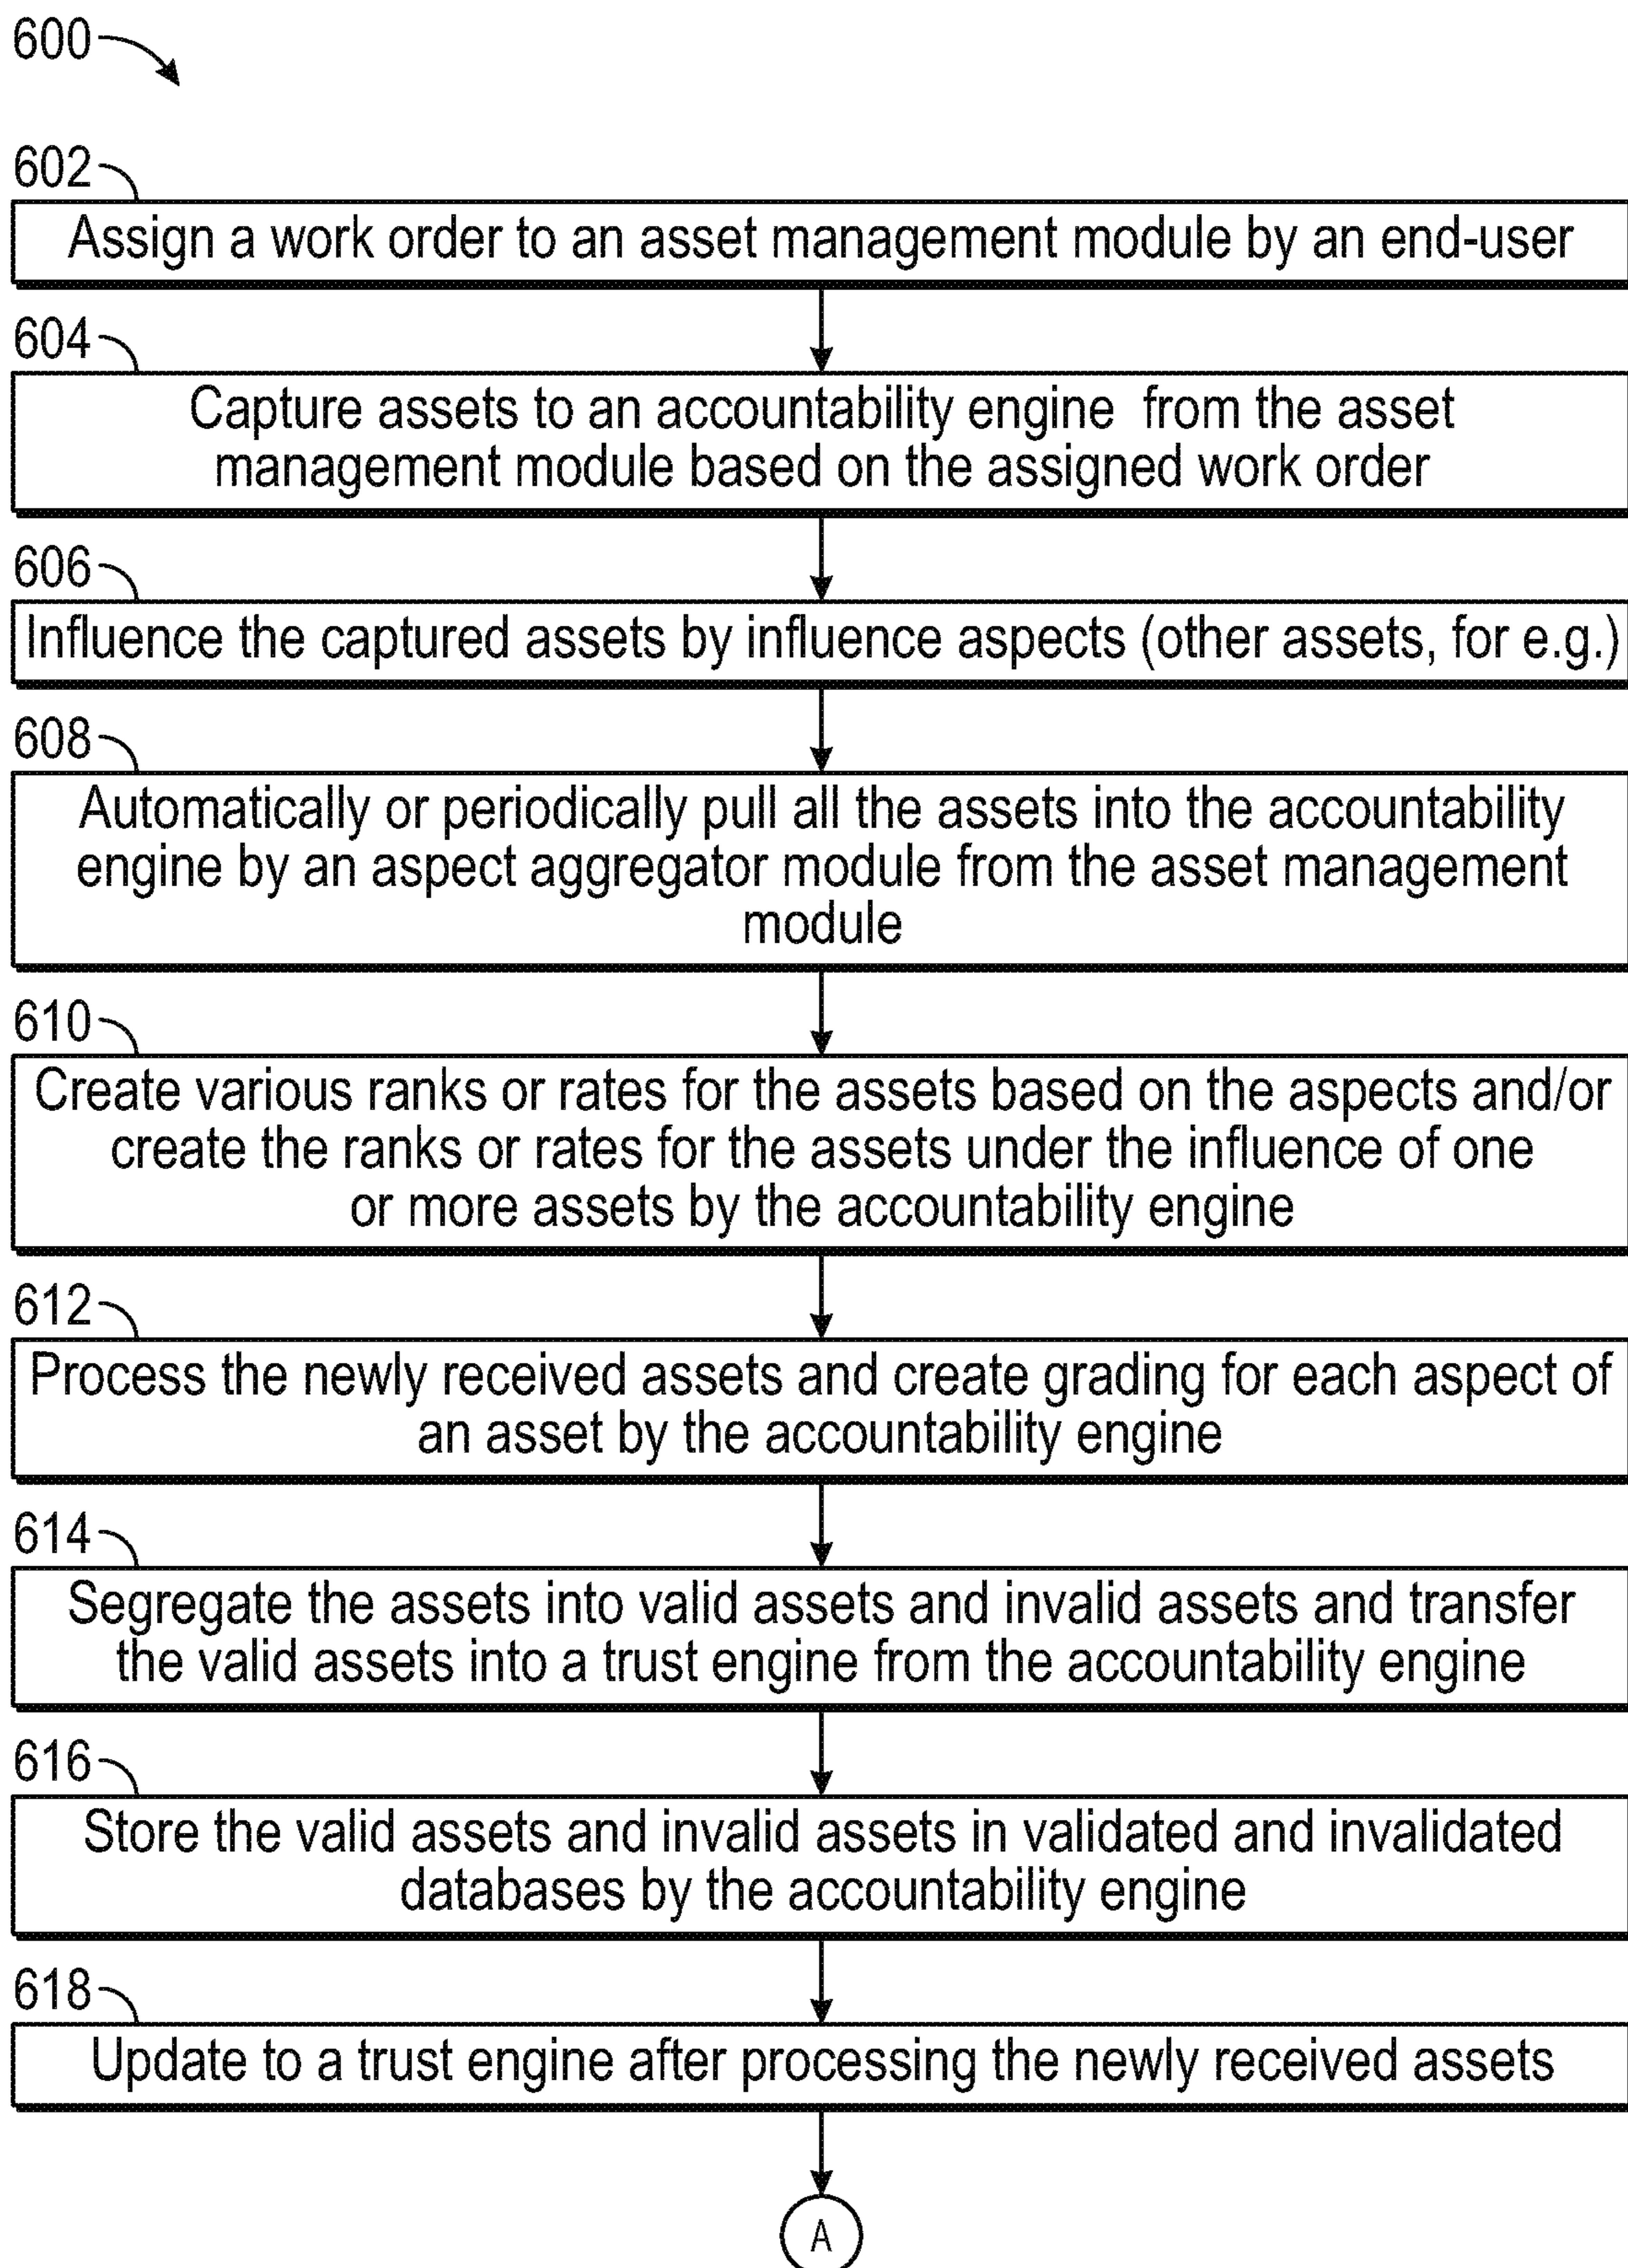 600
602
Assign a work order to an asset management module by an end-user
604
Capture assets to an accountability engine from the asset
management module based on the assigned work order
606
Influence the captured assets by influence aspects (other assets, for e.g.)
608
Automatically or periodically pull all the assets into the accountability
engine by an aspect aggregator module from the asset management
module
610
Create various ranks or rates for the assets based on the aspects and/or
create the ranks or rates for the assets under the influence of one
or more assets by the accountability engine
612
Process the newly received assets and create grading for each aspect of
an asset by the accountability engine
614
Segregate the assets into valid assets and invalid assets and transfer
the valid assets into a trust engine from the accountability engine
616
Store the valid assets and invalid assets in validated and invalidated
databases by the accountability engine
618
Update to a trust engine after processing the newly received assets
A